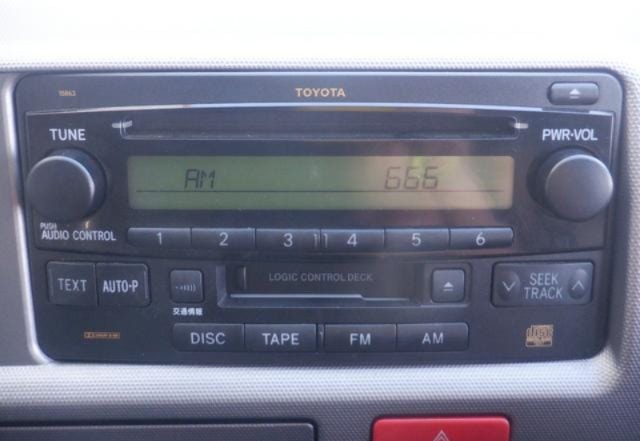 15863 TOYOTA
TUNE PWR·VOL
AM 666
PUSH
AUDIO CONTROL
1 2 3 4 5 6
TEXT AUTO·P LOGIC CONTROL DECK SEEK
TRACK
交通情報
DISC TAPE FM AM